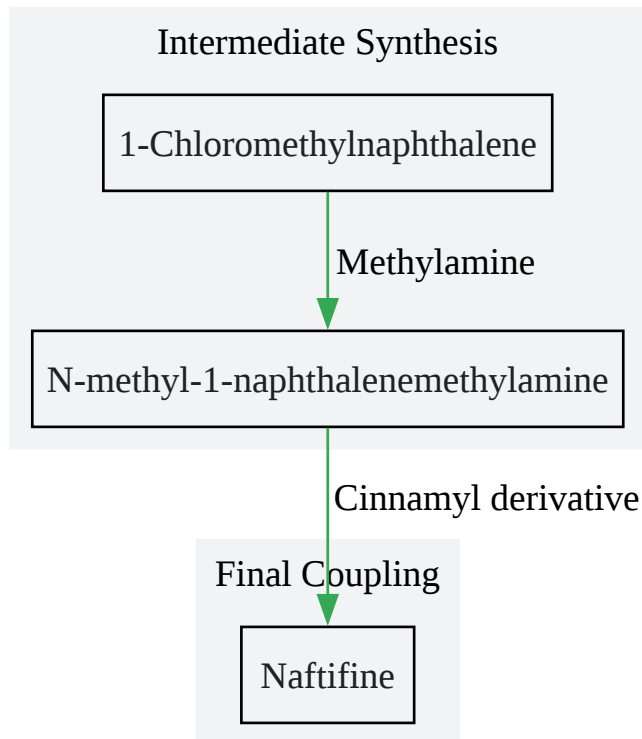 Intermediate Synthesis
1-Chloromethylnaphthalene
Methylamine
N-methyl-1-naphthalenemethylamine
Cinnamyl derivative
Final Coupling
Naftifine